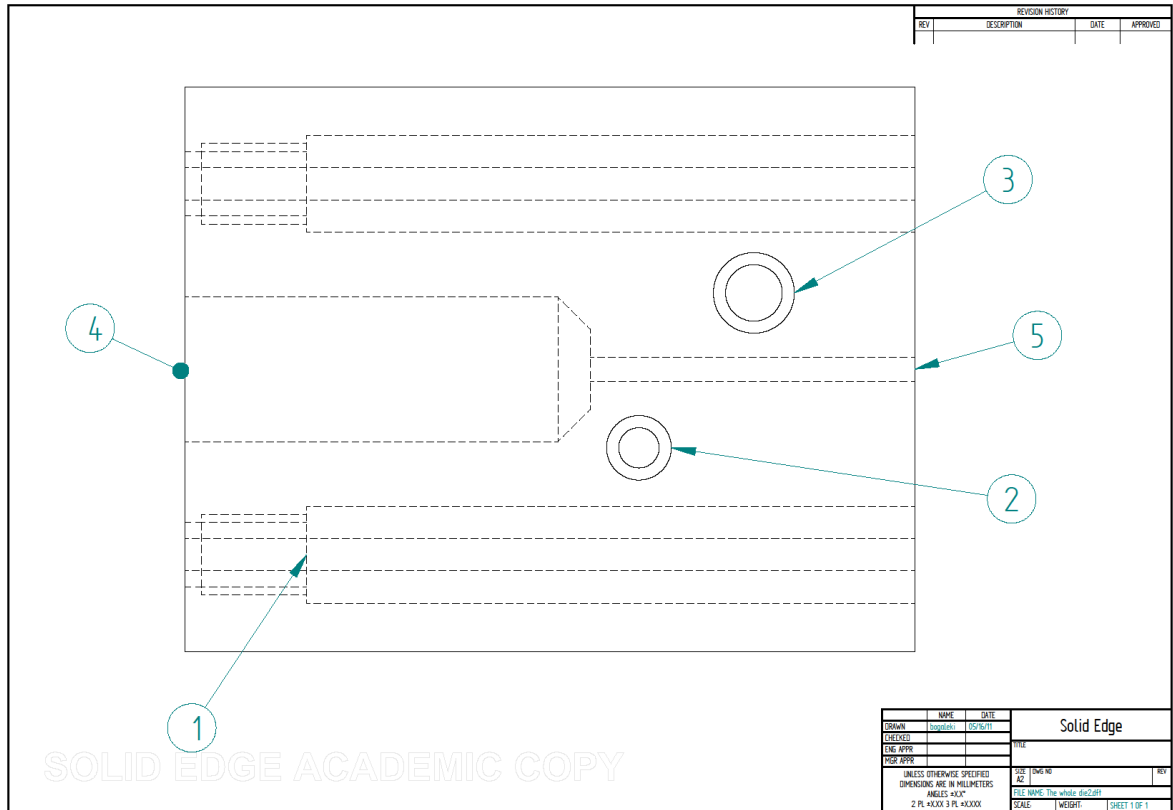 REVISION HISTORY
REV DESCRIPTION DATE APPROVED
3
4
5
2
1
SOLID EDGE ACADEMIC COPY
NAME DATE
DRAWN bogoleki 05/16/11
CHECKED
ENG APPR
MGR APPR
Solid Edge
TITLE
UNLESS OTHERWISE SPECIFIED
DIMENSIONS ARE IN MILLIMETERS
ANGLES ±X.X°
2 PL ±X.XX 3 PL ±X.XXX
SIZE DWG NO REV
A2
FILE NAME: The whole die2.dft
SCALE: WEIGHT: SHEET 1 OF 1